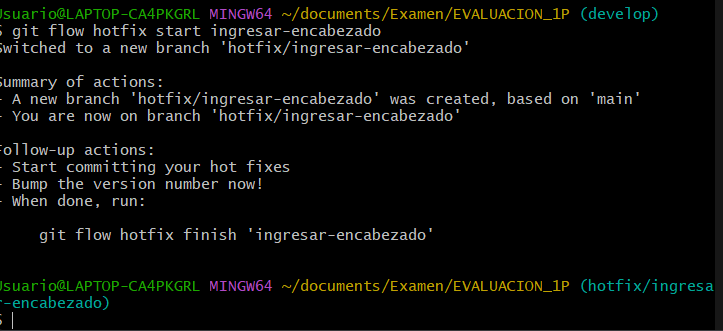 Usuario@LAPTOP-CA4PKGRL MINGW64 ~/documents/Examen/EVALUACION_1P (develop)
$ git flow hotfix start ingresar-encabezado
Switched to a new branch 'hotfix/ingresar-encabezado'
Summary of actions:
- A new branch 'hotfix/ingresar-encabezado' was created, based on 'main'
- You are now on branch 'hotfix/ingresar-encabezado'
Follow-up actions:
- Start committing your hot fixes
- Bump the version number now!
- When done, run:
git flow hotfix finish 'ingresar-encabezado'
Usuario@LAPTOP-CA4PKGRL MINGW64 ~/documents/Examen/EVALUACION_1P (hotfix/ingresa
r-encabezado)
$